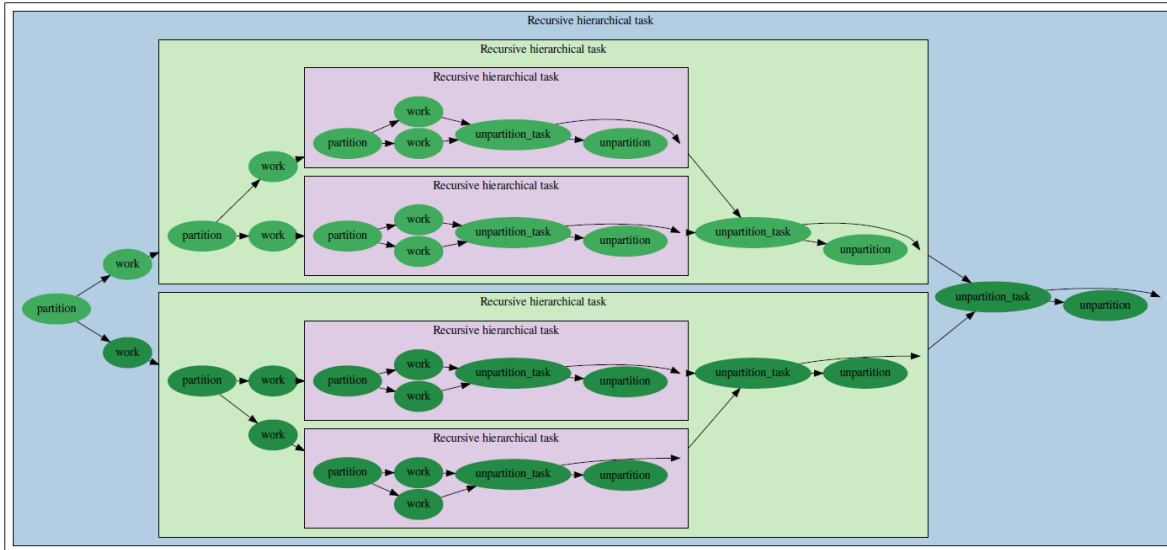 Recursive hierarchical task
Recursive hierarchical task
Recursive hierarchical task
work
partition
work
unpartition_task
unpartition
work
Recursive hierarchical task
partition
work
partition
work
work
unpartition_task
unpartition
unpartition_task
unpartition
work
partition
work
Recursive hierarchical task
Recursive hierarchical task
partition
work
partition
work
work
unpartition_task
unpartition
unpartition_task
unpartition
work
Recursive hierarchical task
partition
work
work
unpartition_task
unpartition
unpartition_task
unpartition